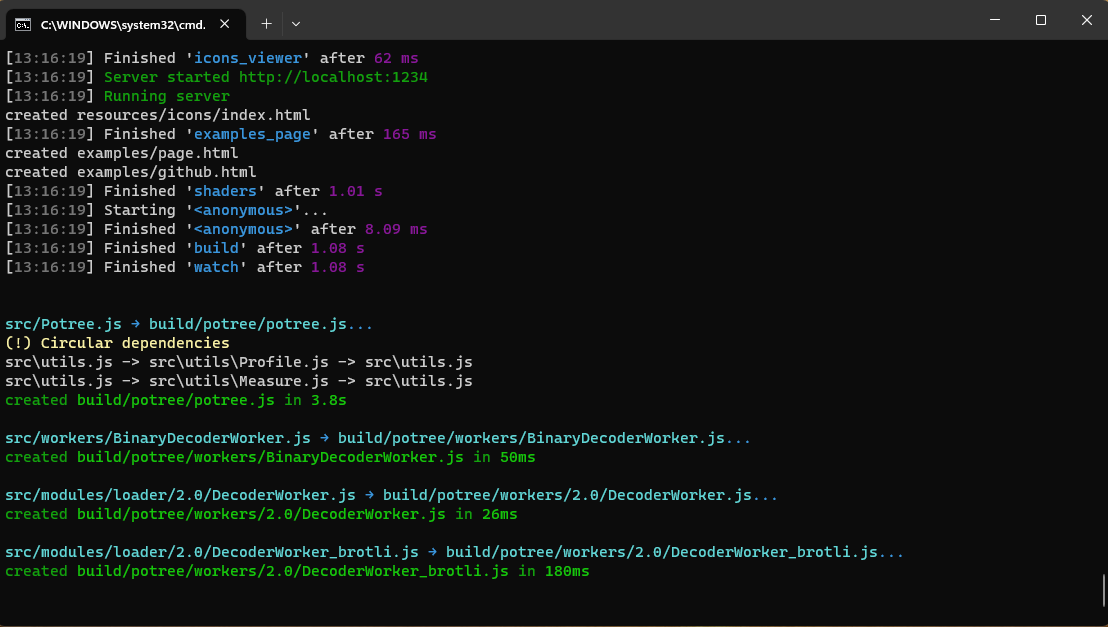 C:\WINDOWS\system32\cmd.
[13:16:19] Finished 'icons_viewer' after 62 ms
[13:16:19] Server started http://localhost:1234
[13:16:19] Running server
created resources/icons/index.html
[13:16:19] Finished 'examples_page' after 165 ms
created examples/page.html
created examples/github.html
[13:16:19] Finished 'shaders' after 1.01 s
[13:16:19] Starting '<anonymous>'...
[13:16:19] Finished '<anonymous>' after 8.09 ms
[13:16:19] Finished 'build' after 1.08 s
[13:16:19] Finished 'watch' after 1.08 s
src/Potree.js → build/potree/potree.js...
(!) Circular dependencies
src\utils.js -> src\utils\Profile.js -> src\utils.js
src\utils.js -> src\utils\Measure.js -> src\utils.js
created build/potree/potree.js in 3.8s
src/workers/BinaryDecoderWorker.js → build/potree/workers/BinaryDecoderWorker.js...
created build/potree/workers/BinaryDecoderWorker.js in 50ms
src/modules/loader/2.0/DecoderWorker.js → build/potree/workers/2.0/DecoderWorker.js...
created build/potree/workers/2.0/DecoderWorker.js in 26ms
src/modules/loader/2.0/DecoderWorker_brotli.js → build/potree/workers/2.0/DecoderWorker_brotli.js...
created build/potree/workers/2.0/DecoderWorker_brotli.js in 180ms